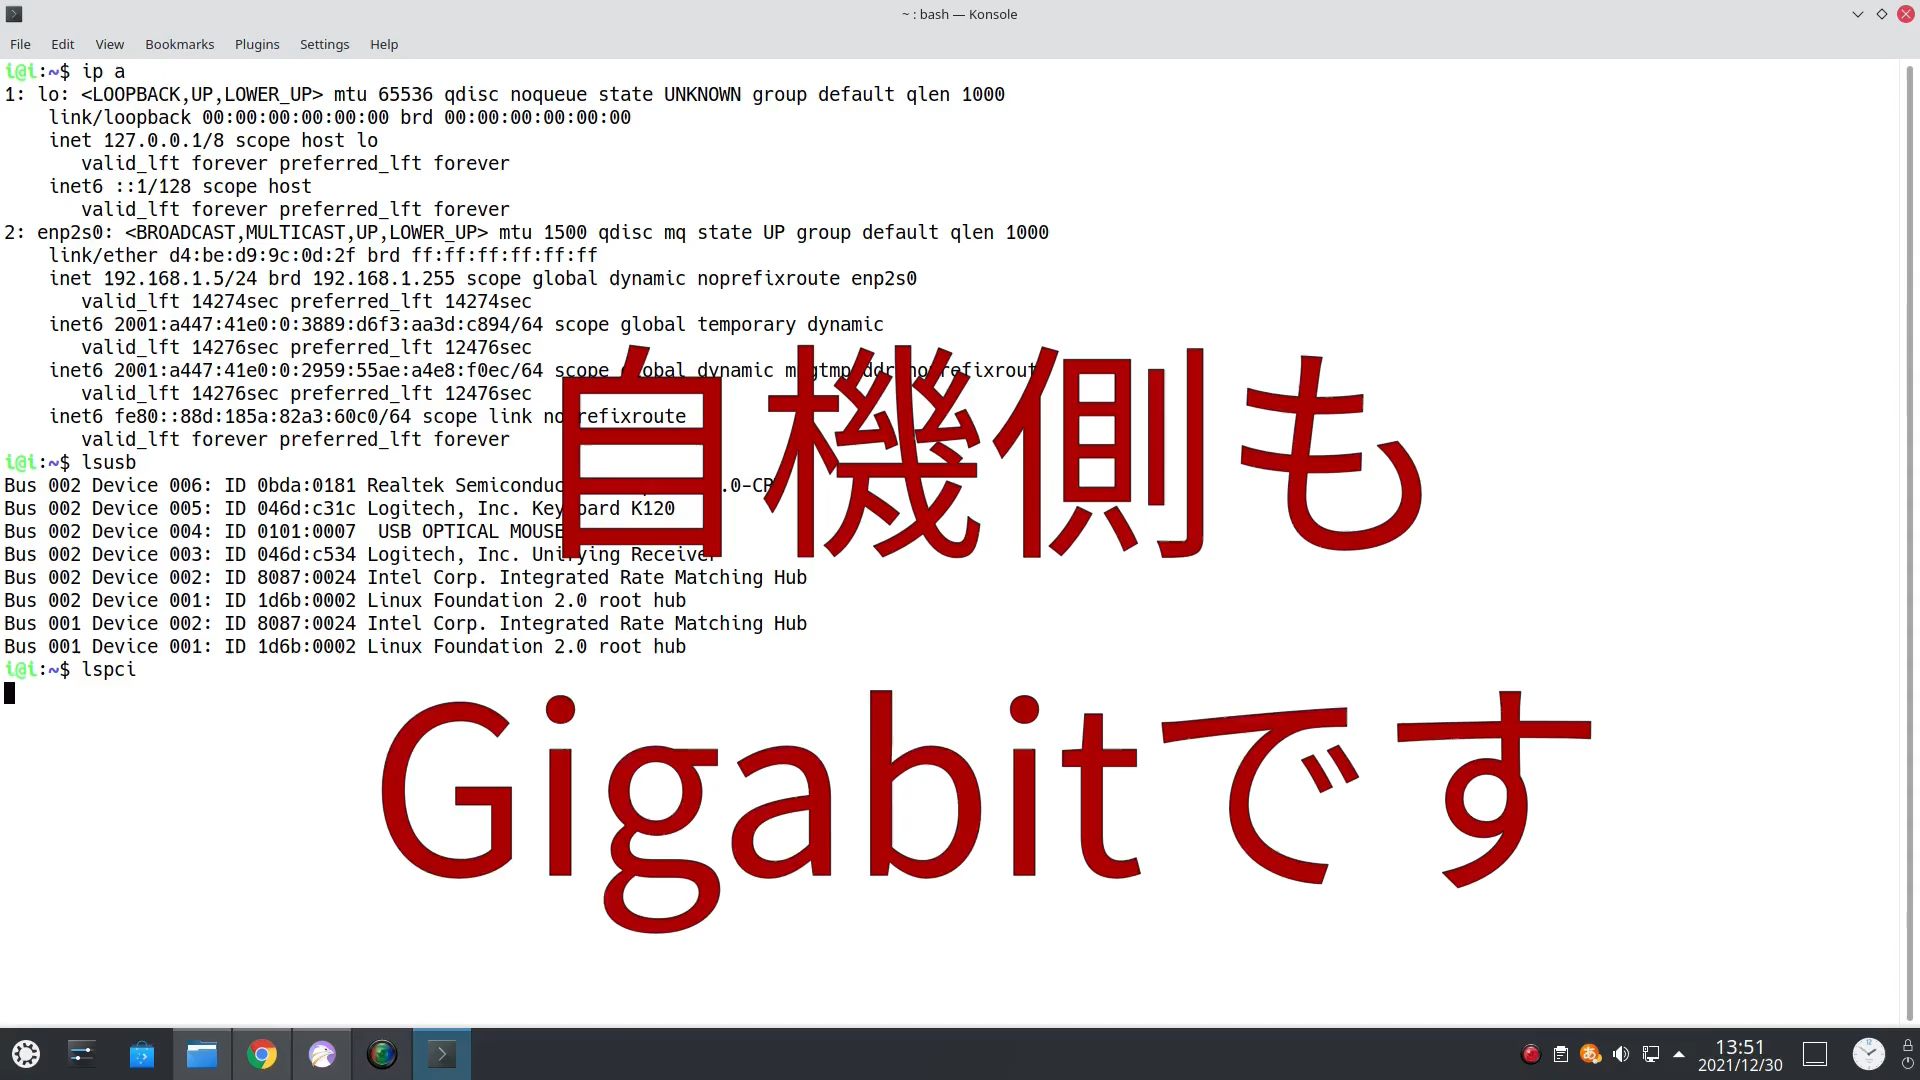 ~ : bash — Konsole
File Edit View Bookmarks Plugins Settings Help
i@i:~$ ip a
1: lo: <LOOPBACK,UP,LOWER_UP> mtu 65536 qdisc noqueue state UNKNOWN group default qlen 1000
link/loopback 00:00:00:00:00:00 brd 00:00:00:00:00:00
inet 127.0.0.1/8 scope host lo
valid_lft forever preferred_lft forever
inet6 ::1/128 scope host
valid_lft forever preferred_lft forever
2: enp2s0: <BROADCAST,MULTICAST,UP,LOWER_UP> mtu 1500 qdisc mq state UP group default qlen 1000
link/ether d4:be:d9:9c:0d:2f brd ff:ff:ff:ff:ff:ff
inet 192.168.1.5/24 brd 192.168.1.255 scope global dynamic noprefixroute enp2s0
valid_lft 14274sec preferred_lft 14274sec
inet6 2001:a447:41e0:0:3889:d6f3:aa3d:c894/64 scope global temporary dynamic
valid_lft 14276sec preferred_lft 12476sec
inet6 2001:a447:41e0:0:2959:55ae:a4e8:f0ec/64 scope global dynamic mngtmpaddr noprefixroute
valid_lft 14276sec preferred_lft 12476sec
inet6 fe80::88d:185a:82a3:60c0/64 scope link noprefixroute
valid_lft forever preferred_lft forever
i@i:~$ lsusb
Bus 002 Device 006: ID 0bda:0181 Realtek
Bus 002 Device 005: ID 046d:c31c Logitech, Inc. Keyboard K120
Bus 002 Device 004: ID 0101:0007 USB OPTICAL MOUSE
Bus 002 Device 003: ID 046d:c534 Logitech, Inc. Unifying Receiver
Bus 002 Device 002: ID 8087:0024 Intel Corp. Integrated Rate Matching Hub
Bus 002 Device 001: ID 1d6b:0002 Linux Foundation 2.0 root hub
Bus 001 Device 002: ID 8087:0024 Intel Corp. Integrated Rate Matching Hub
Bus 001 Device 001: ID 1d6b:0002 Linux Foundation 2.0 root hub
i@i:~$ lspci
自機側も
Gigabitです
あ
13:51
2021/12/30